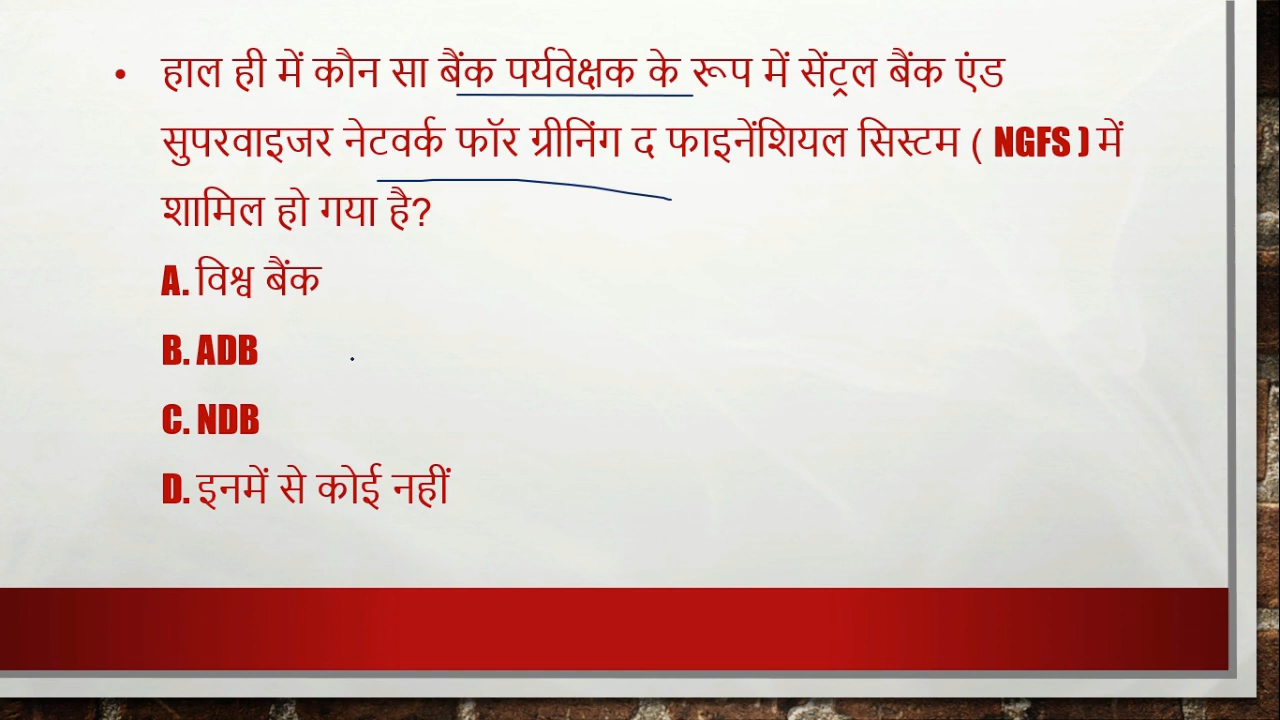 • हाल ही में कौन सा बैंक पर्यवेक्षक के रूप में सेंट्रल बैंक एंड
सुपरवाइजर नेटवर्क फॉर ग्रीनिंग द फाइनेंशियल सिस्टम ( NGFS ) में
शामिल हो गया है?
A. विश्व बैंक
B. ADB
C. NDB
D. इनमें से कोई नहीं